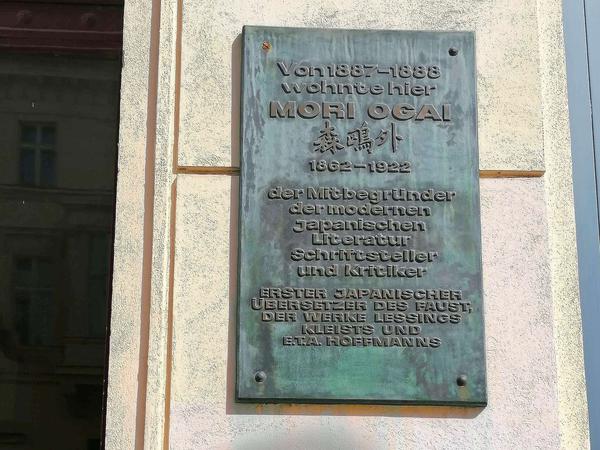 Von 1887-1888
wohnte hier
MORI OGAI
森鷗外
1862-1922
der Mitbegründer
der modernen
Japanischen
Literatur
Schriftsteller
und Kritiker
ERSTER JAPANISCHER
ÜBERSETZER DES FAUST,
DER WERKE LESSINGS
KLEISTS UND
E.T.A. HOFFMANNS